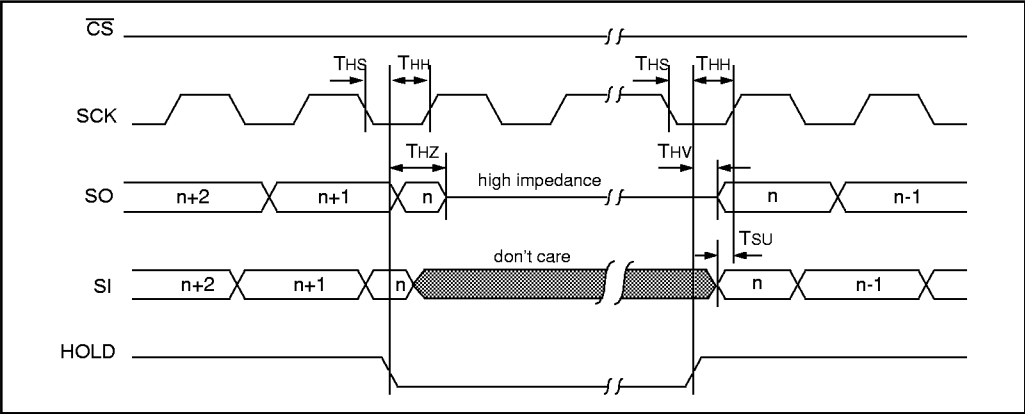 CS
THS THH THS THH
SCK
THZ THV
SO n+2 n+1 n high impedance n n-1
TSU
don't care
SI n+2 n+1 n n n-1
HOLD